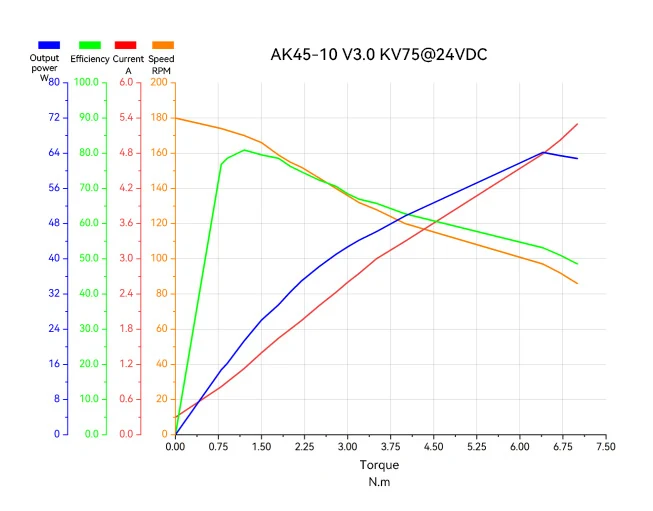 AK45-10 V3.0 KV75@24VDC
Output Efficiency Current Speed
power A RPM
W
80 100.0 6.0 200
72 90.0 5.4 180
64 80.0 4.8 160
56 70.0 4.2 140
48 60.0 3.6 120
40 50.0 3.0 100
32 40.0 2.4 80
24 30.0 1.8 60
16 20.0 1.2 40
8 10.0 0.6 20
0 0.0 0.0 0
0.00 0.75 1.50 2.25 3.00 3.75 4.50 5.25 6.00 6.75 7.50
Torque
N.m